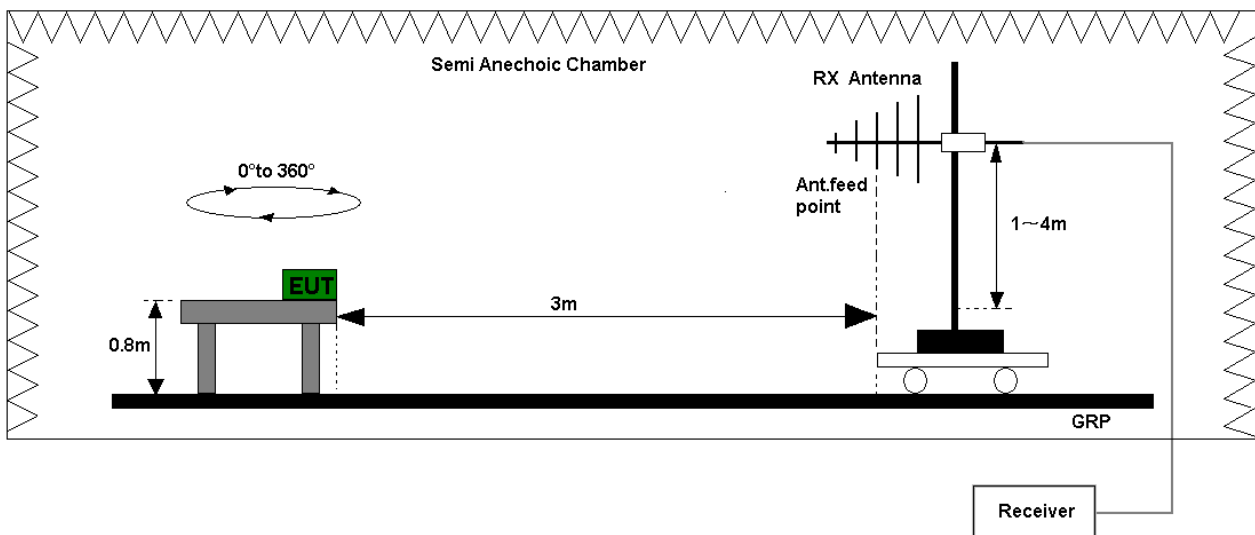 Semi Anechoic Chamber
RX  Antenna
0°to 360°
Ant.feed
point
1～4m
EUT
3m
0.8m
GRP
Receiver